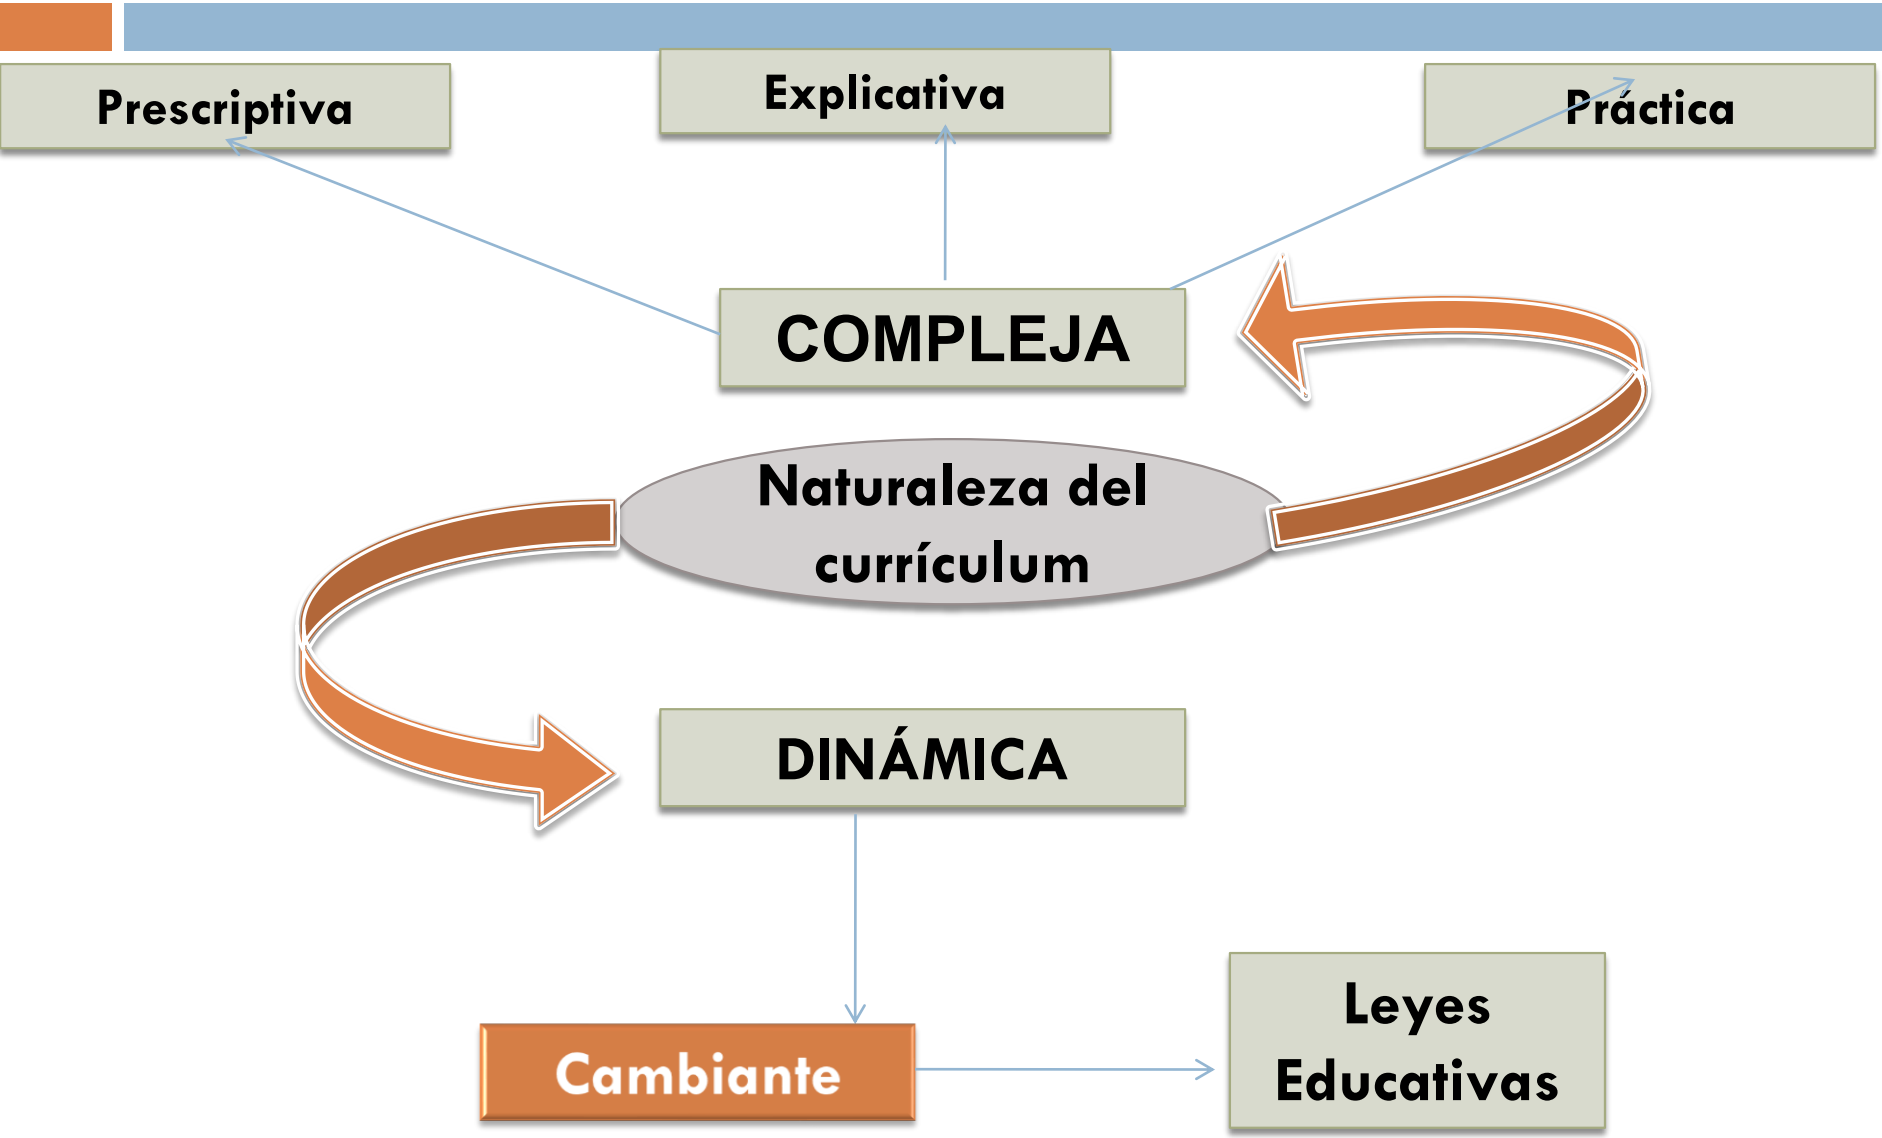 Prescriptiva
Explicativa
Práctica
COMPLEJA
Naturaleza del
currículum
DINÁMICA
Cambiante
Leyes
Educativas